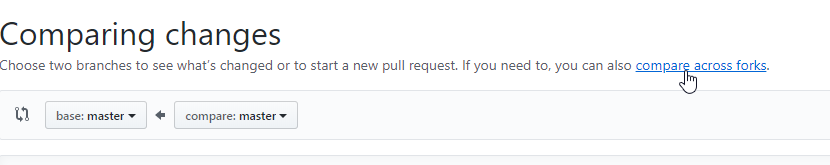 Comparing changes
Choose two branches to see what's changed or to start a new pull request. If you need to, you can also compare across forks.
base: master compare: master